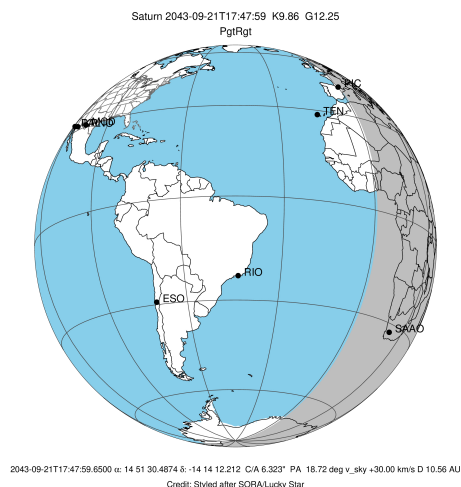 Saturn 2043-09-21T17:47:59 K9.86 G12.25
PgtRgt
PIC
TEN
RIO
ESO
SAAO
2043-09-21T17:47:59.6500 α: 14 51 30.4874 δ: -14 14 12.212 C/A 6.323" PA 18.72 deg v_sky +30.00 km/s D 10.56 AU
Credit: Styled after SORA/Lucky Star